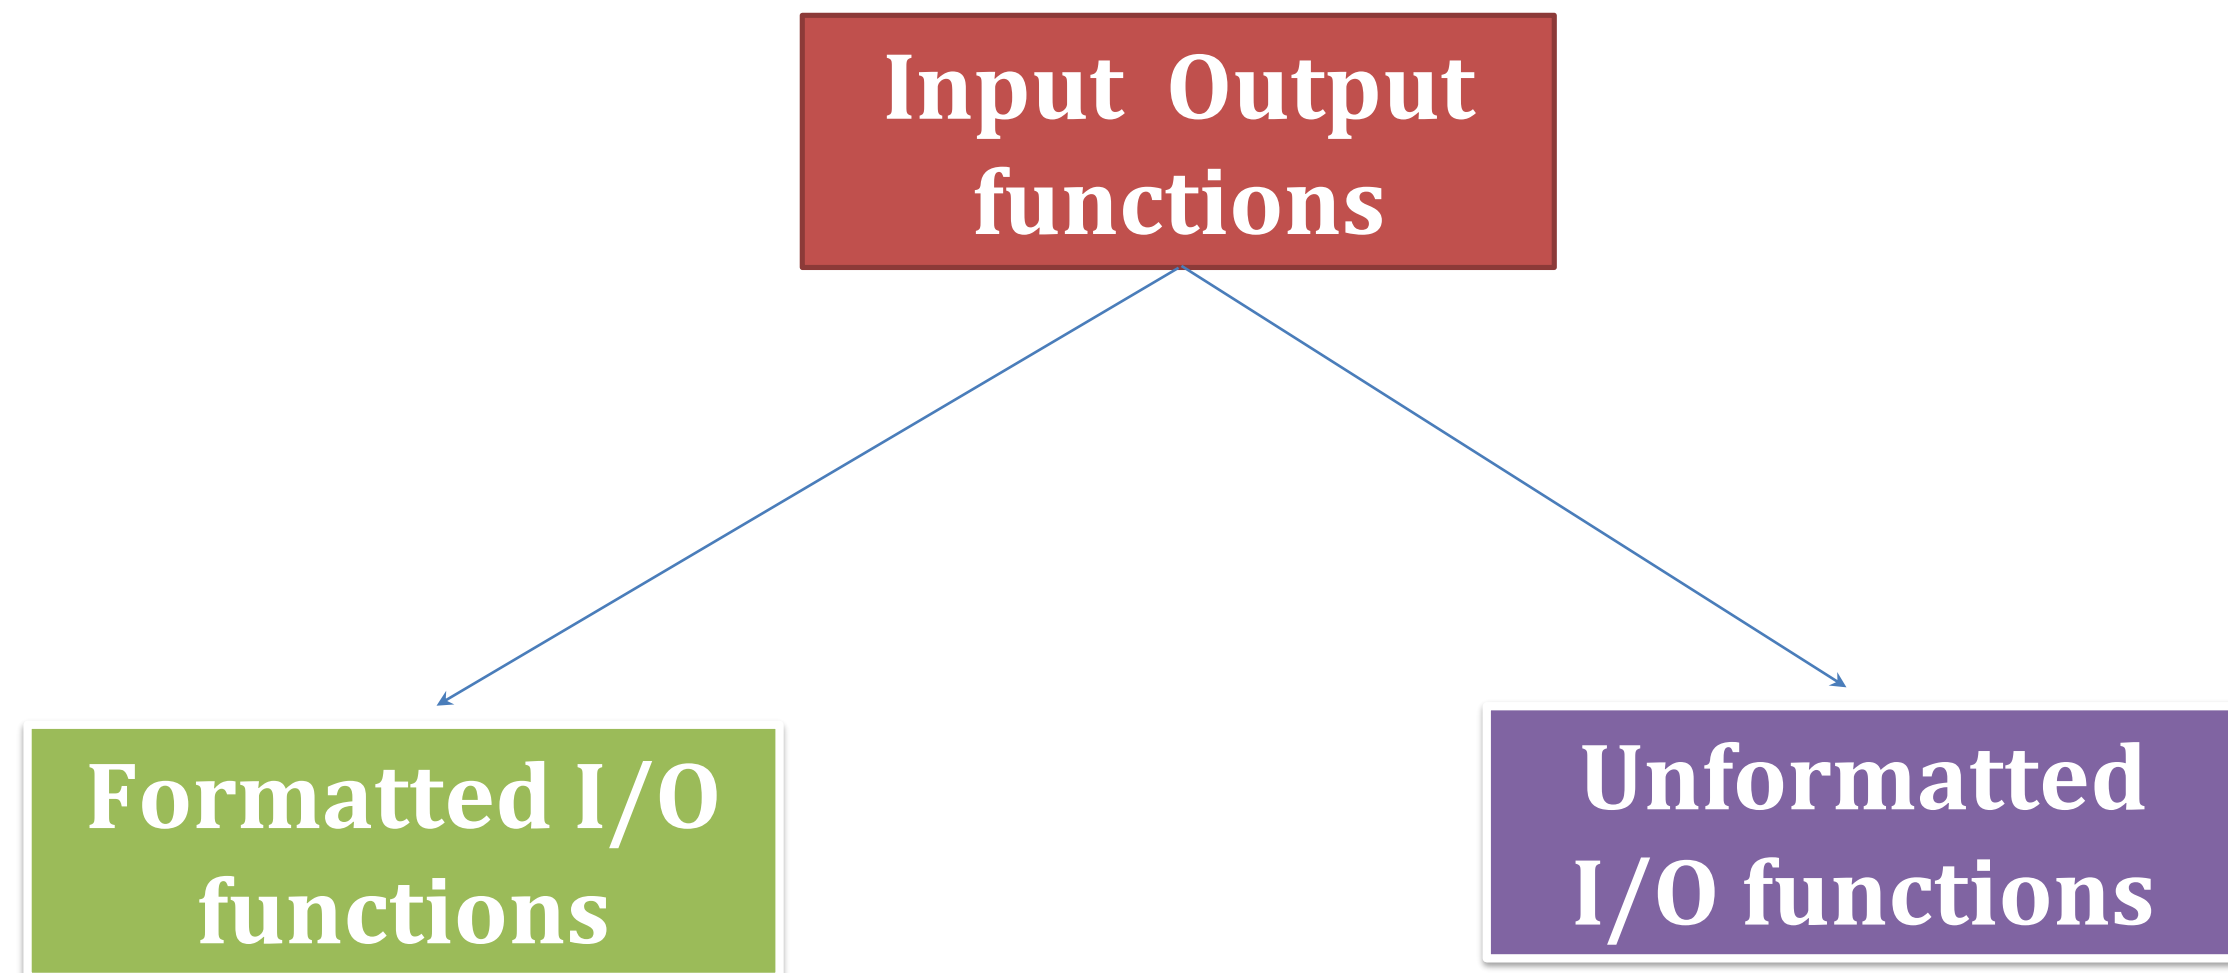 Input  Output
functions
Formatted I/O
functions
Unformatted
I/O functions